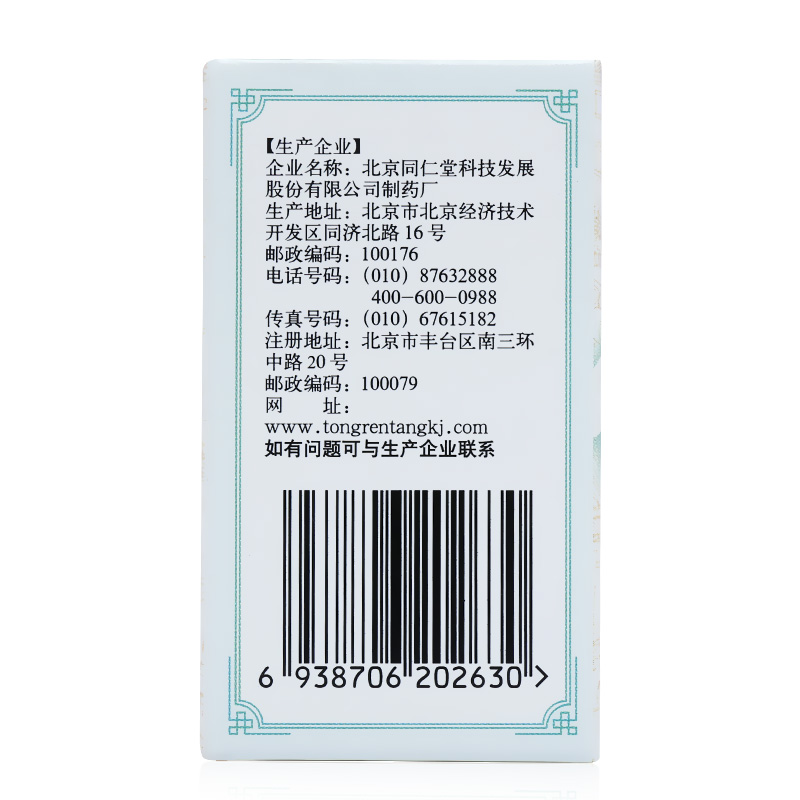 【生产企业】
企业名称：北京同仁堂科技发展
股份有限公司制药厂
生产地址：北京市北京经济技术
开发区同济北路16号
邮政编码：100176
电话号码：(010) 87632888
400-600-0988
传真号码：(010) 67615182
注册地址：北京市丰台区南三环
中路20号
邮政编码：100079
网　　址：
www.tongrentangkj.com
如有问题可与生产企业联系
6 938706 202630 >